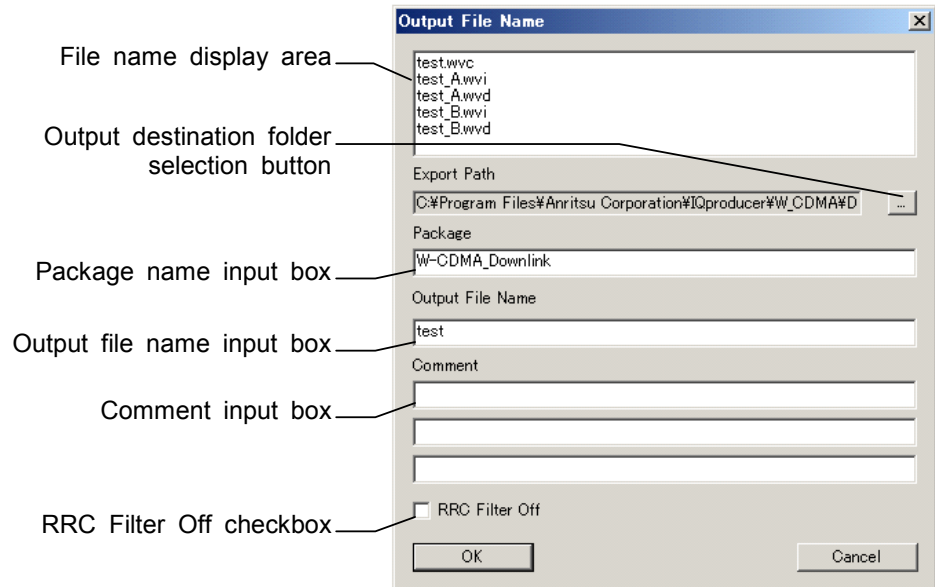 Output File Name
File name display area
test.wvc
test_A.wvi
test_A.wvd
test_B.wvi
test_B.wvd
Output destination folder
selection button
Export Path
C:¥Program Files¥Anritsu Corporation¥IQproducer¥W_CDMA¥D
...
Package
Package name input box
W-CDMA_Downlink
Output File Name
Output file name input box
test
Comment
Comment input box
RRC Filter Off checkbox
RRC Filter Off
OK
Cancel